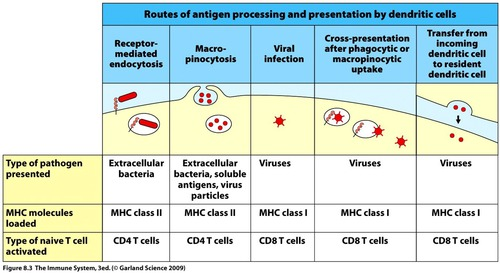 Routes of antigen processing and presentation by dendritic cells
Receptor-
mediated
endocytosis
Macro-
pinocytosis
Viral
infection
Cross-presentation
after phagocytic or
macropinocytic
uptake
Transfer from
incoming
dendritic cell
to resident
dendritic cell
Type of pathogen
presented
Extracellular
bacteria
Extracellular
bacteria, soluble
antigens, virus
particles
Viruses
Viruses
Viruses
MHC molecules
loaded
MHC class II
MHC class II
MHC class I
MHC class I
MHC class I
Type of naive T cell
activated
CD4 T cells
CD4 T cells
CD8 T cells
CD8 T cells
CD8 T cells
Figure 8.3 The Immune System, 3ed. (© Garland Science 2009)